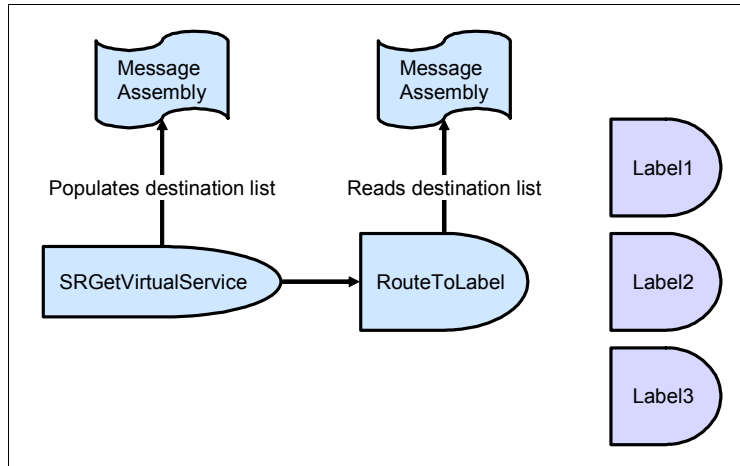 Message
Assembly
Message
Assembly
Populates destination list
Reads destination list
SRGetVirtualService
RouteToLabel
Label1
Label2
Label3